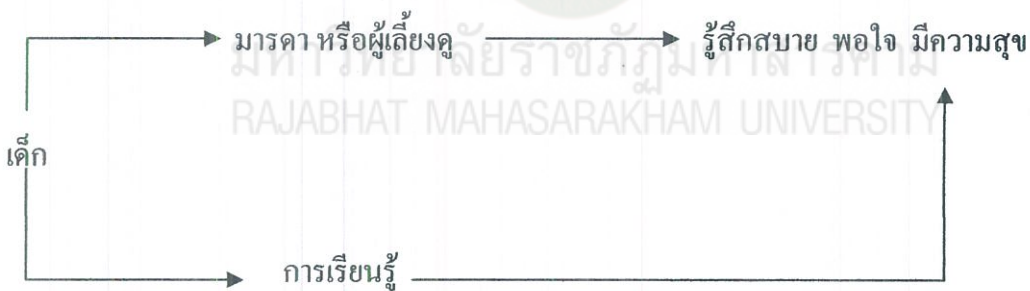 มารดา หรือผู้เลี้ยงดู รู้สึกสบาย พอใจ มีความสุข
มหาวิทยาลัยราชภัฏมหาสารคาม
RAJABHAT MAHASARAKHAM UNIVERSITY
เด็ก
การเรียนรู้